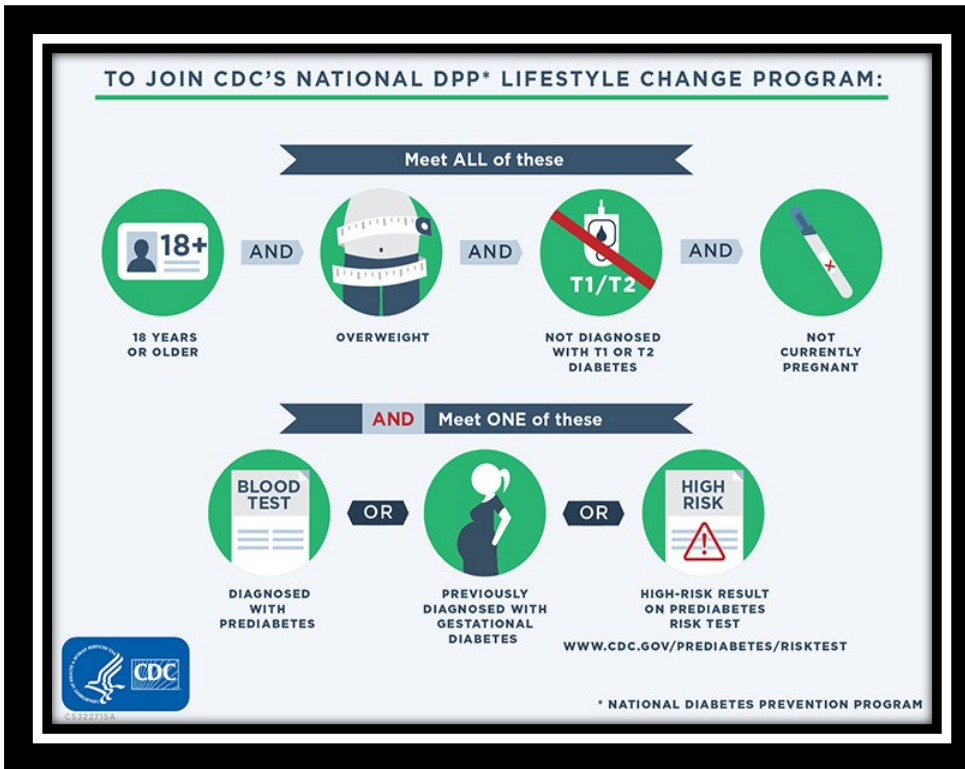 TO JOIN CDC'S NATIONAL DPP* LIFESTYLE CHANGE PROGRAM:
Meet ALL of these
18+
AND
AND
T1/T2
AND
18 YEARS
OR OLDER
OVERWEIGHT
NOT DIAGNOSED
WITH T1 OR T2
DIABETES
NOT
CURRENTLY
PREGNANT
AND Meet ONE of these
BLOOD
TEST
OR
OR
HIGH
RISK
DIAGNOSED
WITH
PREDIABETES
PREVIOUSLY
DIAGNOSED WITH
GESTATIONAL
DIABETES
HIGH-RISK RESULT
ON PREDIABETES
RISK TEST
WWW.CDC.GOV/PREDIABETES/RISKTEST
CDC
CS322715A
* NATIONAL DIABETES PREVENTION PROGRAM